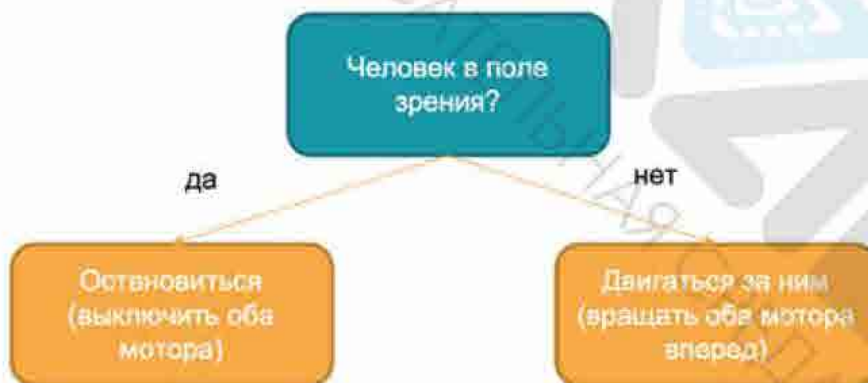 Человек в поле
зрения?
да
нет
Остановиться
(выключить оба
мотора)
Двигаться за ним
(вращать оба мотора
вперед)